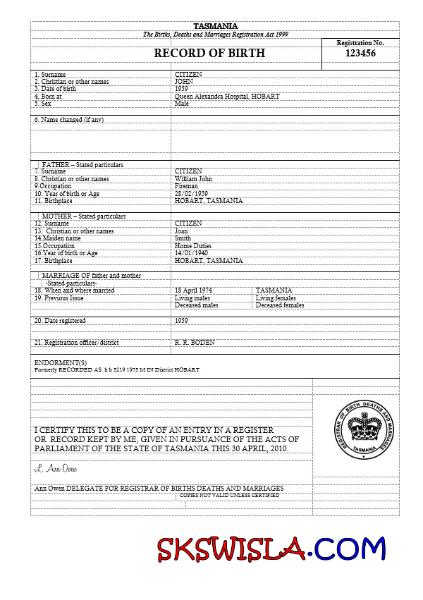 TASMANIA
The Births, Deaths and Marriages Registration Act 1999
RECORD OF BIRTH
Registration No.
123456
1. Surname CITIZEN
2. Christian or other names JOHN
3. Date of birth 1959
4. Born at Queen Alexandra Hospital, HOBART
5. Sex Male
6. Name changed (if any)
FATHER – Stated particulars
7. Surname CITIZEN
8. Christian or other names William John
9.Occupation Fireman
10. Year of birth or Age 28/02/1939
11. Birthplace HOBART, TASMANIA
MOTHER – Stated particulars
12. Surname CITIZEN
13. Christian or other names Joan
14.Maiden name Smith
15.Occupation Home Duties
16.Year of birth or Age 14/01/1940
17. Birthplace HOBART, TASMANIA
MARRIAGE OF father and mother
-Stated particulars-
18. When and where married 18 April 1974 TASMANIA
19. Previous Issue Living males Living females
Deceased males Deceased females
20. Date registered 1959
21. Registration officer/district R. R. BODEN
ENDORMENT(S)
Formerly RECORDED AS: k b 5219 1975 M IN District HOBART
I CERTIFY THIS TO BE A COPY OF AN ENTRY IN A REGISTER
OR RECORD KEPT BY ME, GIVEN IN PURSUANCE OF THE ACTS OF
PARLIAMENT OF THE STATE OF TASMANIA THIS 30 APRIL, 2010.
L. Ann Owen
Ann Owen DELEGATE FOR REGISTRAR OF BIRTHS DEATHS AND MARRIAGES
COPIES NOT VALID UNLESS CERTIFIED
REGISTRAR OF BIRTH DEATHS AND MARRIAGES
SKSWISLA.COM